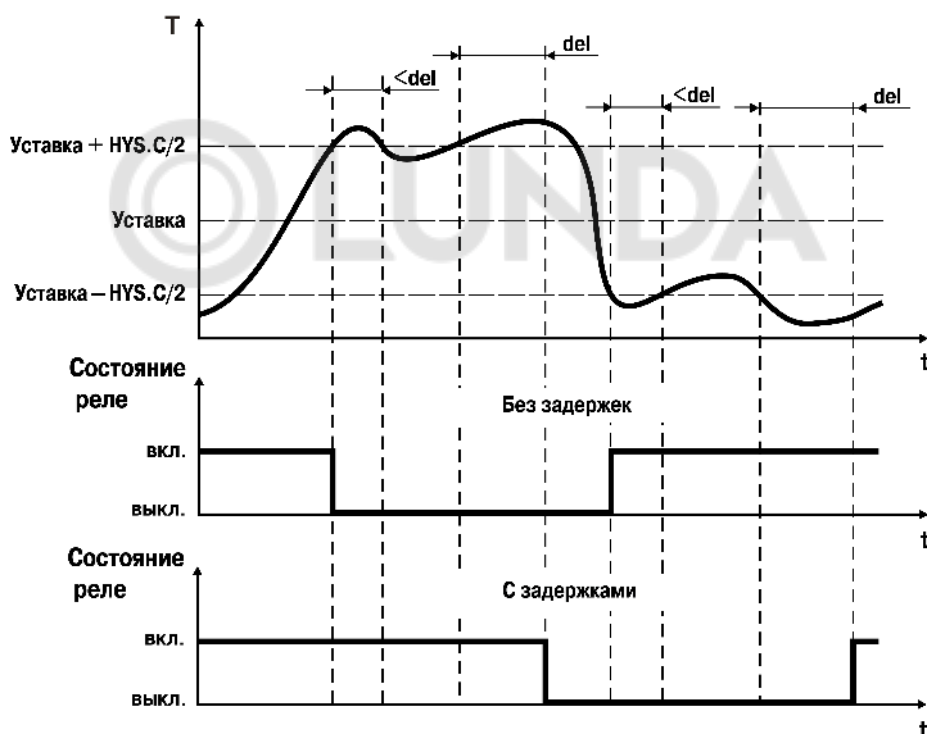 T
del
<del
<del
del
Уставка + HYS.C/2
LUNDA
Уставка
Уставка – HYS.C/2
t
Состояние
реле
Без задержек
вкл.
выкл.
t
Состояние
реле
С задержками
вкл.
выкл.
t